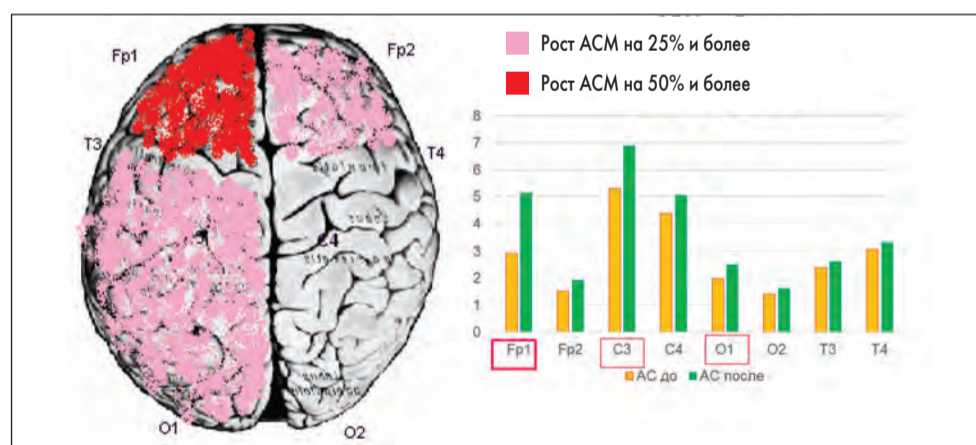 Fp1
Fp2
T3
T4
C4
O1
O2
Рост АСМ на 25% и более
Рост АСМ на 50% и более
8
7
6
5
4
3
2
1
0
Fp1 Fp2 C3 C4 O1 O2 T3 T4
АС до АС после